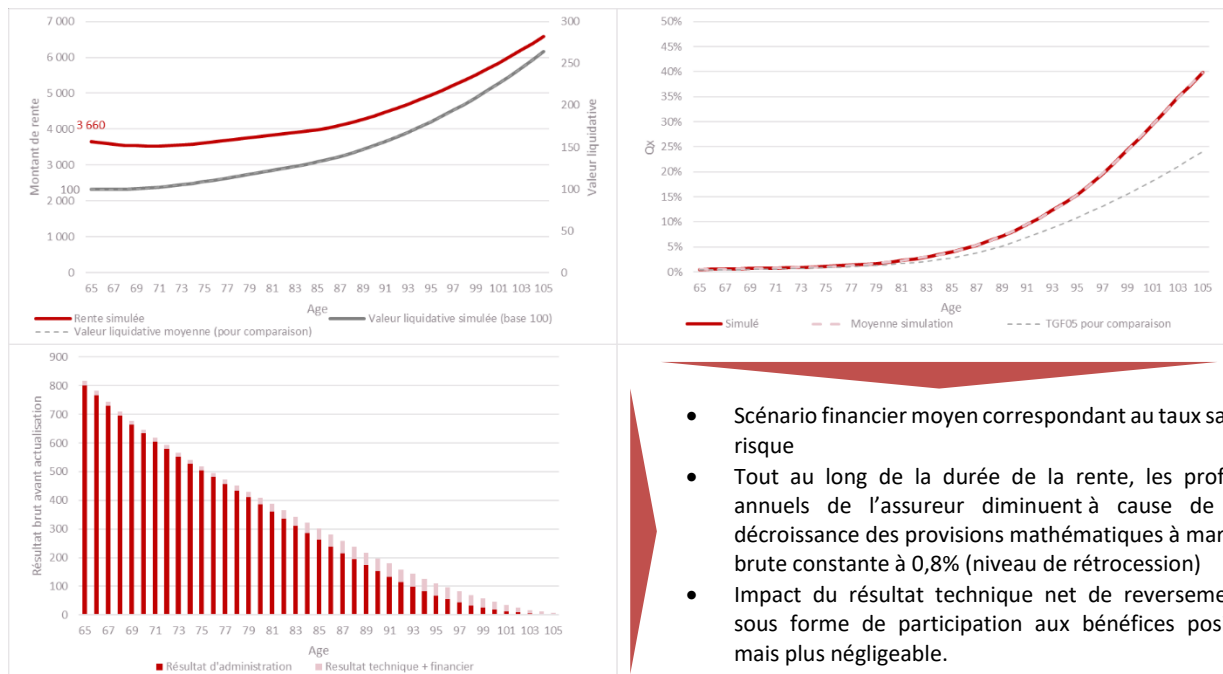 7 000
6 000
5 000
4 000
3 000
2 000
1 000
0
Montant de rente
3 660
100
300
250
200
150
100
50
0
Valeur liquidative
65 67 69 71 73 75 77 79 81 83 85 87 89 91 93 95 97 99 101 103 105
Age
Rente simulée
Valeur liquidative simulée (base 100)
Valeur liquidative moyenne (pour comparaison)
50%
45%
40%
35%
30%
25%
20%
15%
10%
5%
0%
Qx
65 67 69 71 73 75 77 79 81 83 85 87 89 91 93 95 97 99 101 103 105
Age
Simulé
Moyenne simulation
TGF05 pour comparaison
900
800
700
600
500
400
300
200
100
0
Résultat brut avant actualisation
65 67 69 71 73 75 77 79 81 83 85 87 89 91 93 95 97 99 101 103 105
Age
Résultat d'administration
Resultat technique + financier
• Scénario financier moyen correspondant au taux sa
risque
• Tout au long de la durée de la rente, les prof
annuels de l’assureur diminuent à cause de
décroissance des provisions mathématiques à mar
brute constante à 0,8% (niveau de rétrocession)
• Impact du résultat technique net de reverseme
sous forme de participation aux bénéfices pos
mais plus négligeable.